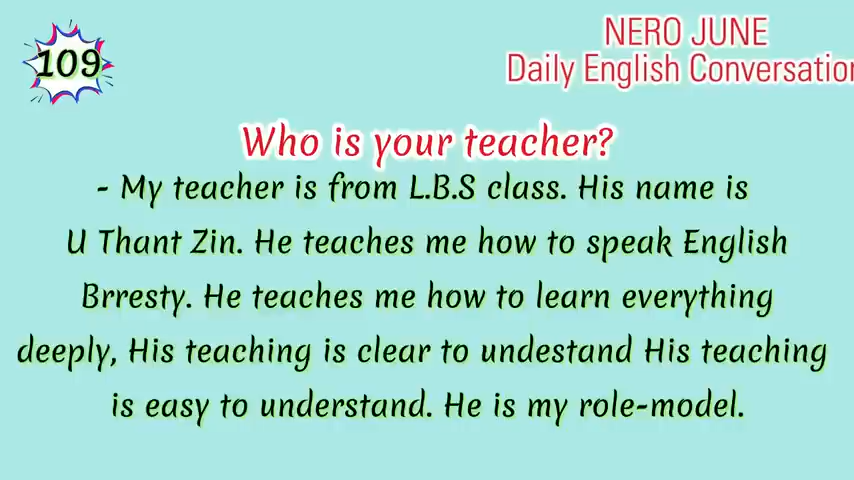 109
NERO JUNE
Daily English Conversation
Who is your teacher?
- My teacher is from L.B.S class. His name is
U Thant Zin. He teaches me how to speak English
Brresty. He teaches me how to learn everything
deeply, His teaching is clear to undestand His teaching
is easy to understand. He is my role-model.